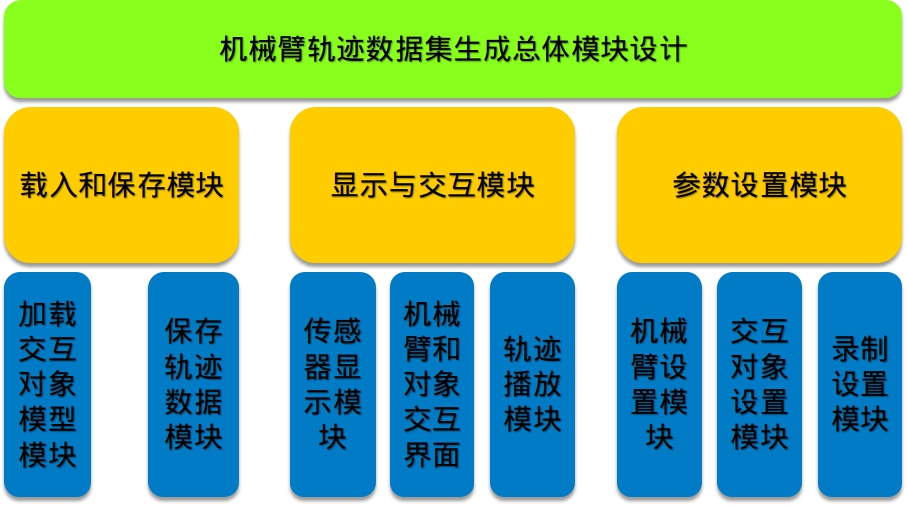 机械臂轨迹数据集生成总体模块设计
载入和保存模块
显示与交互模块
参数设置模块
加载
交互
对象
模型
模块
保存
轨迹
数据
模块
传感
器显
示模
块
机械
臂和
对象
交互
界面
轨迹
播放
模块
机械
臂设
置模
块
交互
对象
设置
模块
录制
设置
模块